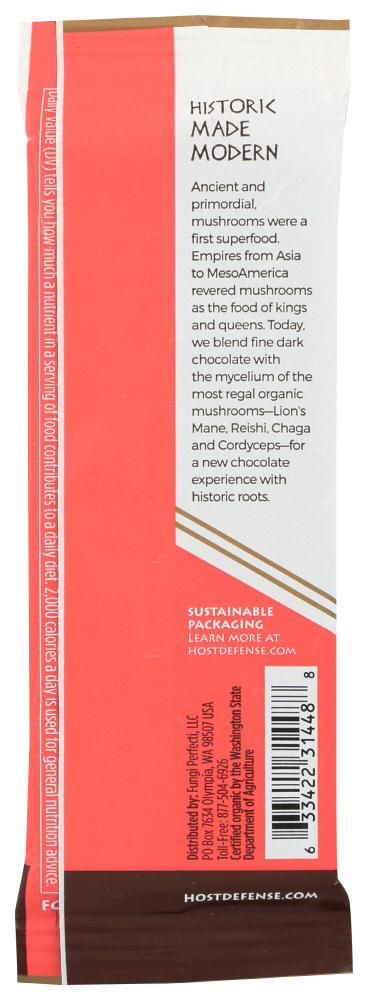 Daily Value (DV) tells you how much a nutrient in a serving of food contributes to a daily diet. 2,000 calories a day is used for general nutrition advice.
HISTORIC
MADE
MODERN
Ancient and
primordial,
mushrooms were a
first superfood.
Empires from Asia
to MesoAmerica
revered mushrooms
as the food of kings
and queens. Today,
we blend fine dark
chocolate with
the mycelium of the
most regal organic
mushrooms—Lion's
Mane, Reishi, Chaga
and Cordyceps—for
a new chocolate
experience with
historic roots.
SUSTAINABLE
PACKAGING
LEARN MORE AT
HOSTDEFENSE.COM
Distributed by: Fungi Perfecti, LLC
PO Box 7634 Olympia, WA 98507 USA
Toll-Free: 877-504-6926
Certified organic by the Washington State
Department of Agriculture
6 33422 31448 8
HOSTDEFENSE.COM